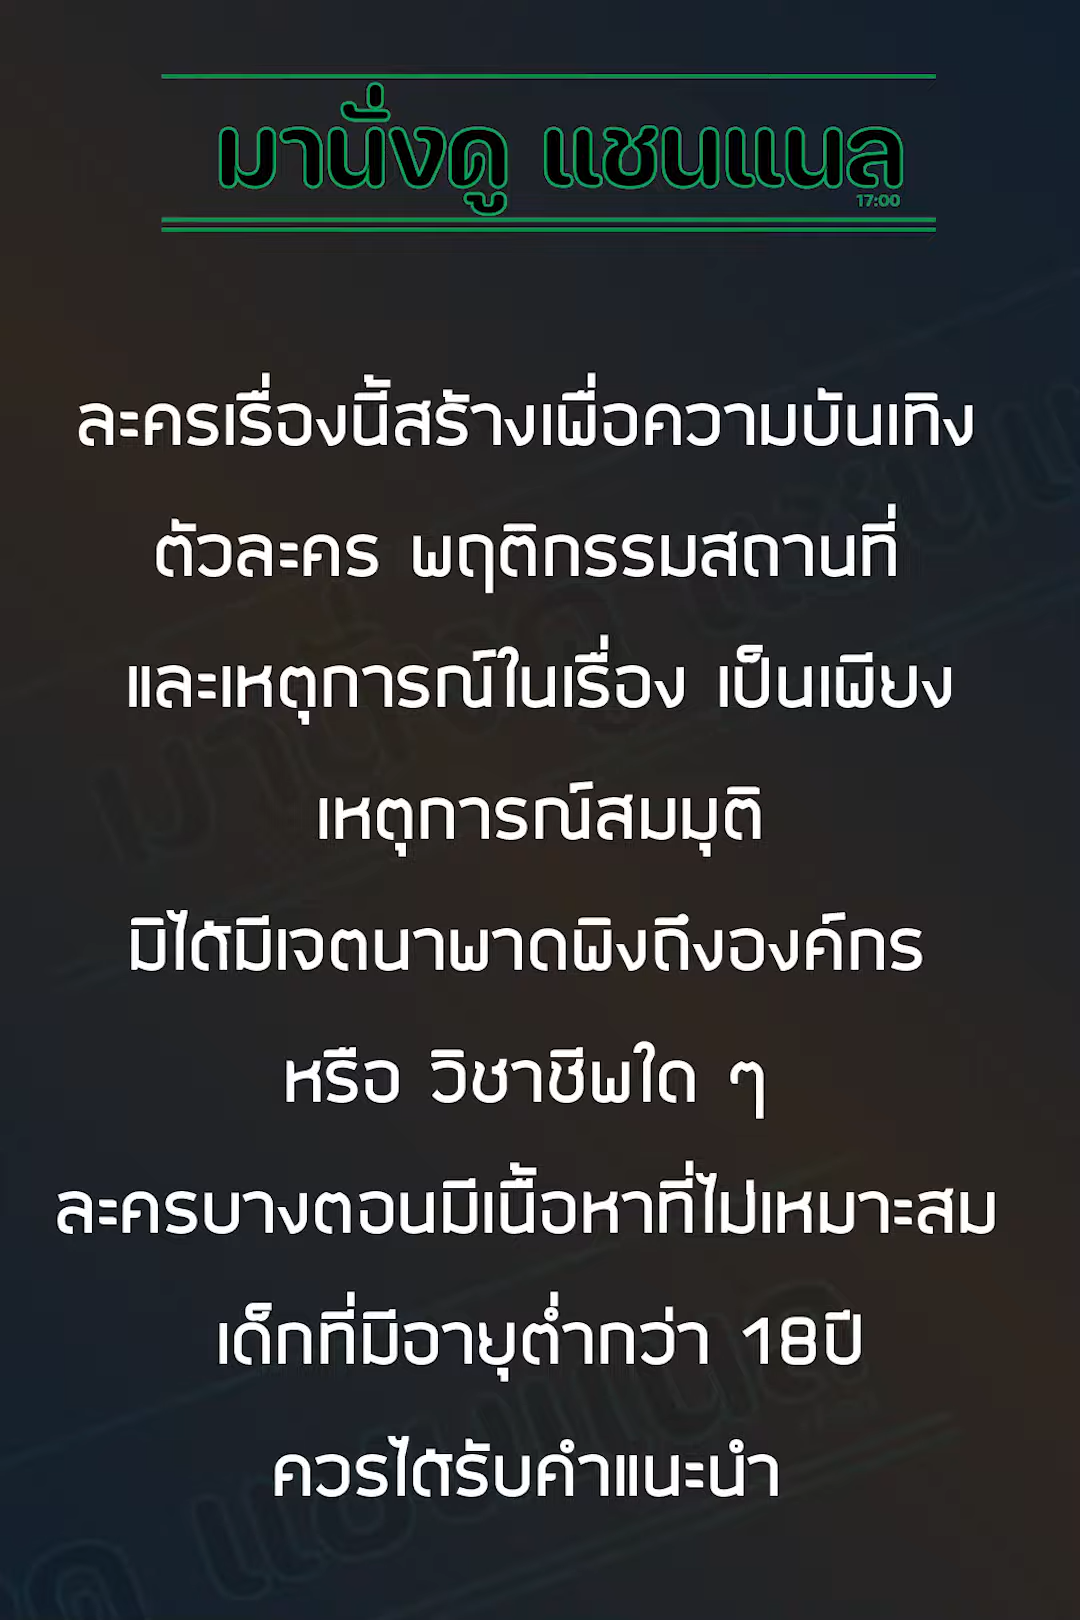 มานั่งดู แชนแนล
17:00
ละครเรื่องนี้สร้างเพื่อความบันเทิง
ตัวละคร พฤติกรรมสถานที่
และเหตุการณ์ในเรื่อง เป็นเพียง
เหตุการณ์สมมุติ
มิได้มีเจตนาพาดพิงถึงองค์กร
หรือ วิชาชีพใด ๆ
ละครบางตอนมีเนื้อหาที่ไม่เหมาะสม
เด็กที่มีอายุต่ำกว่า 18ปี
ควรได้รับคำแนะนำ